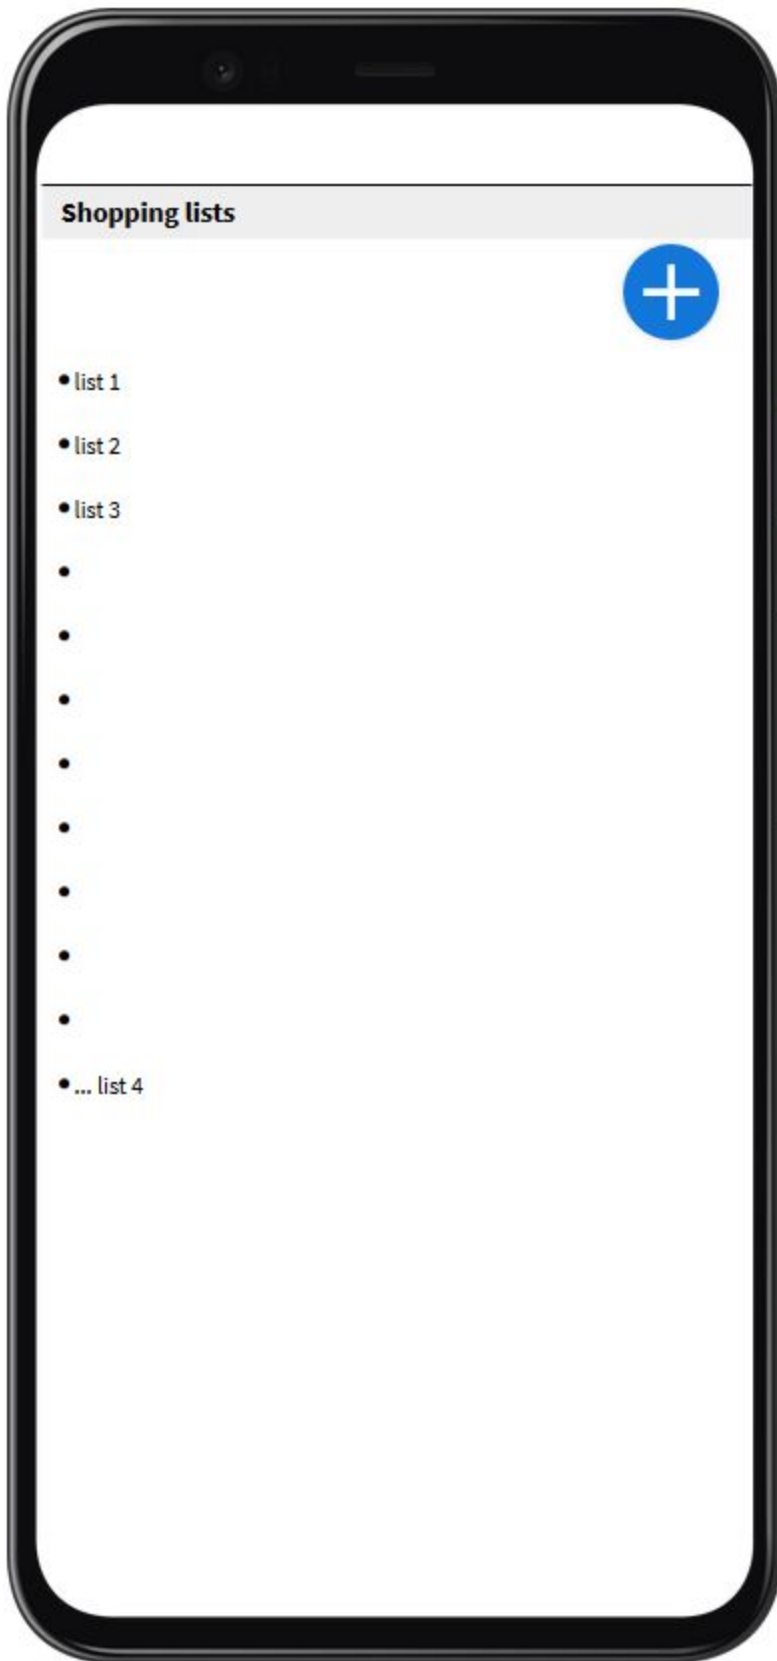 Shopping lists
• list 1
• list 2
• list 3
•
•
•
•
•
•
•
•
• ... list 4